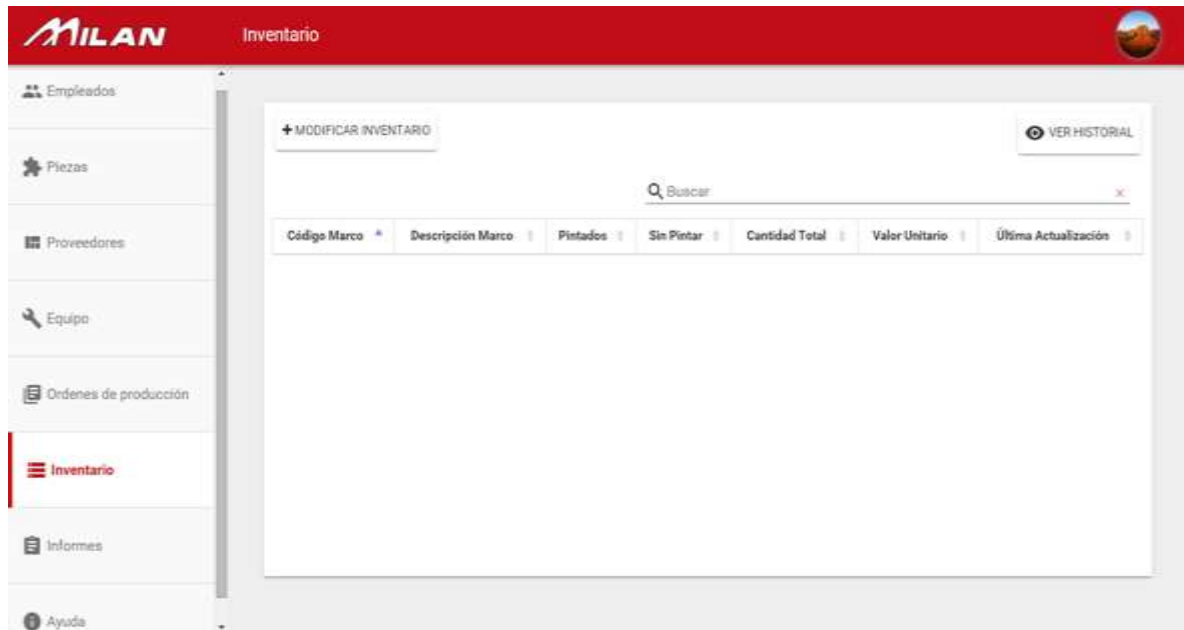 MILAN
Inventario
Empleados
Piezas
Proveedores
Equipo
Ordenes de producción
Inventario
Informes
Ayuda
+ MODIFICAR INVENTARIO
VER HISTORIAL
Buscar ×
Código Marco Descripción Marco Pintados Sin Pintar Cantidad Total Valor Unitario Última Actualización